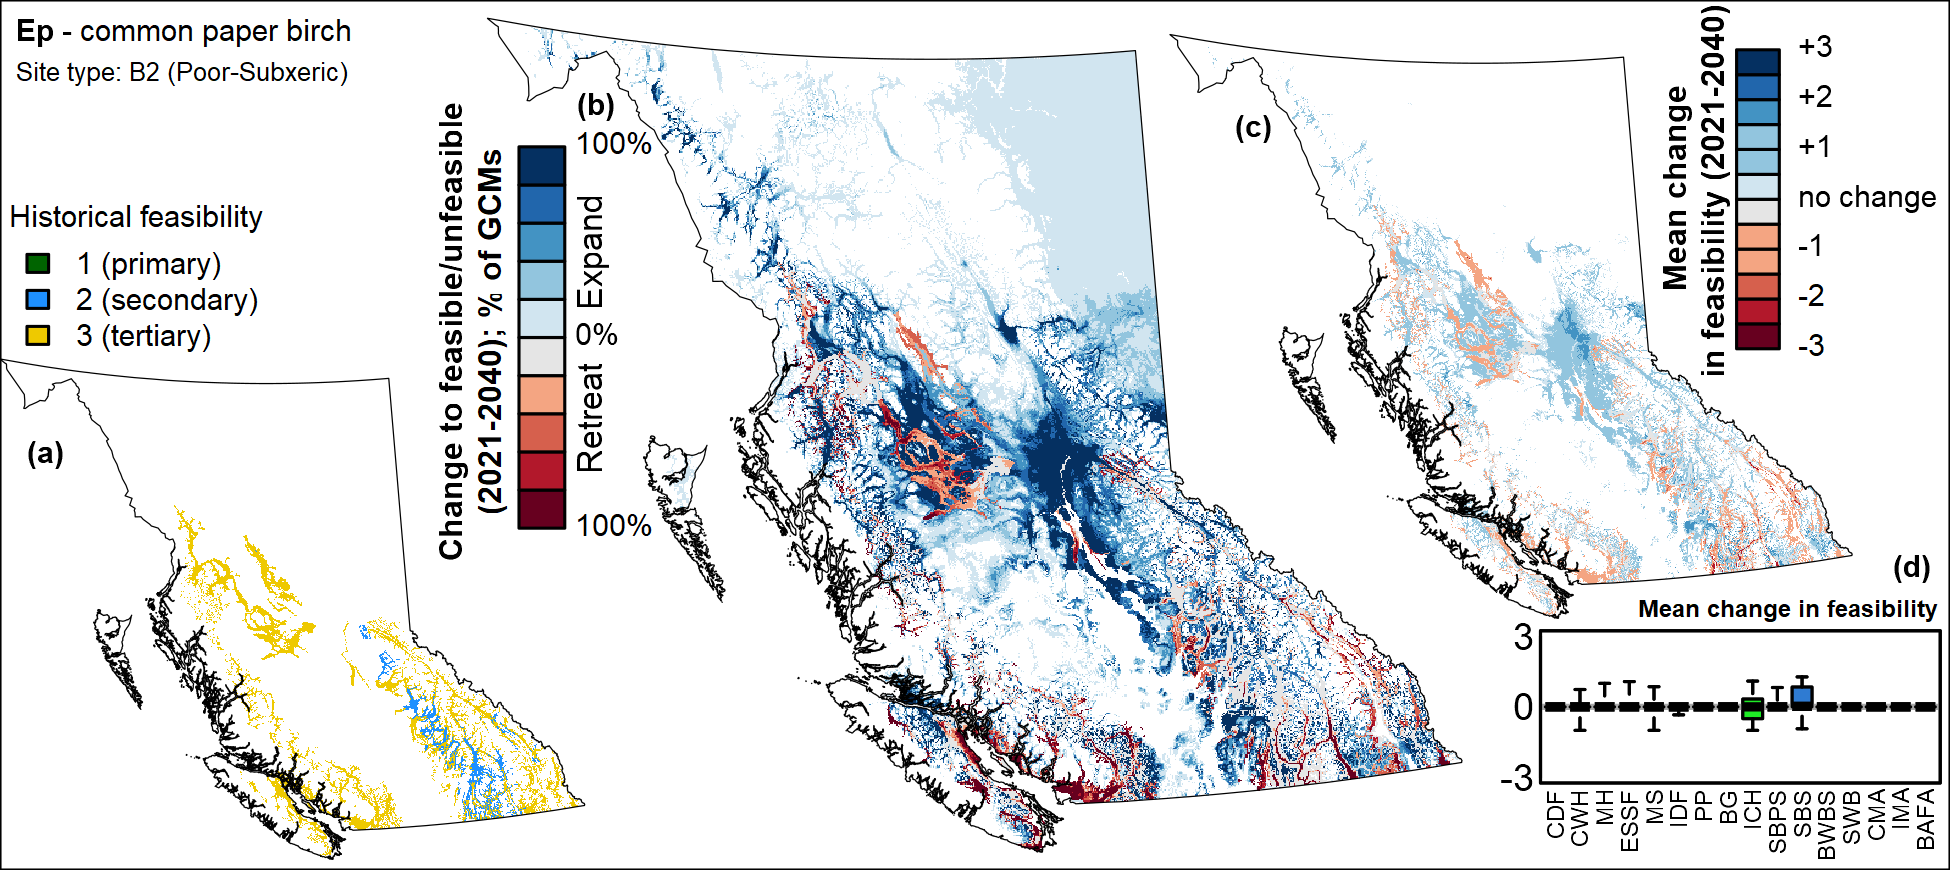 Ep - common paper birch
Site type: B2 (Poor-Subxeric)
Historical feasibility
1 (primary)
2 (secondary)
3 (tertiary)
(a)
(b)
Change to feasible/unfeasible
(2021-2040); % of GCMs
100%
Expand
0%
Retreat
100%
(c)
Mean change
in feasibility (2021-2040)
+3
+2
+1
no change
-1
-2
-3
(d)
Mean change in feasibility
3
0
-3
CDF
CWH
MH
ESSF
MS
IDF
PP
BG
ICH
SBPS
SBS
BWBS
SWB
CMA
IMA
BAFA